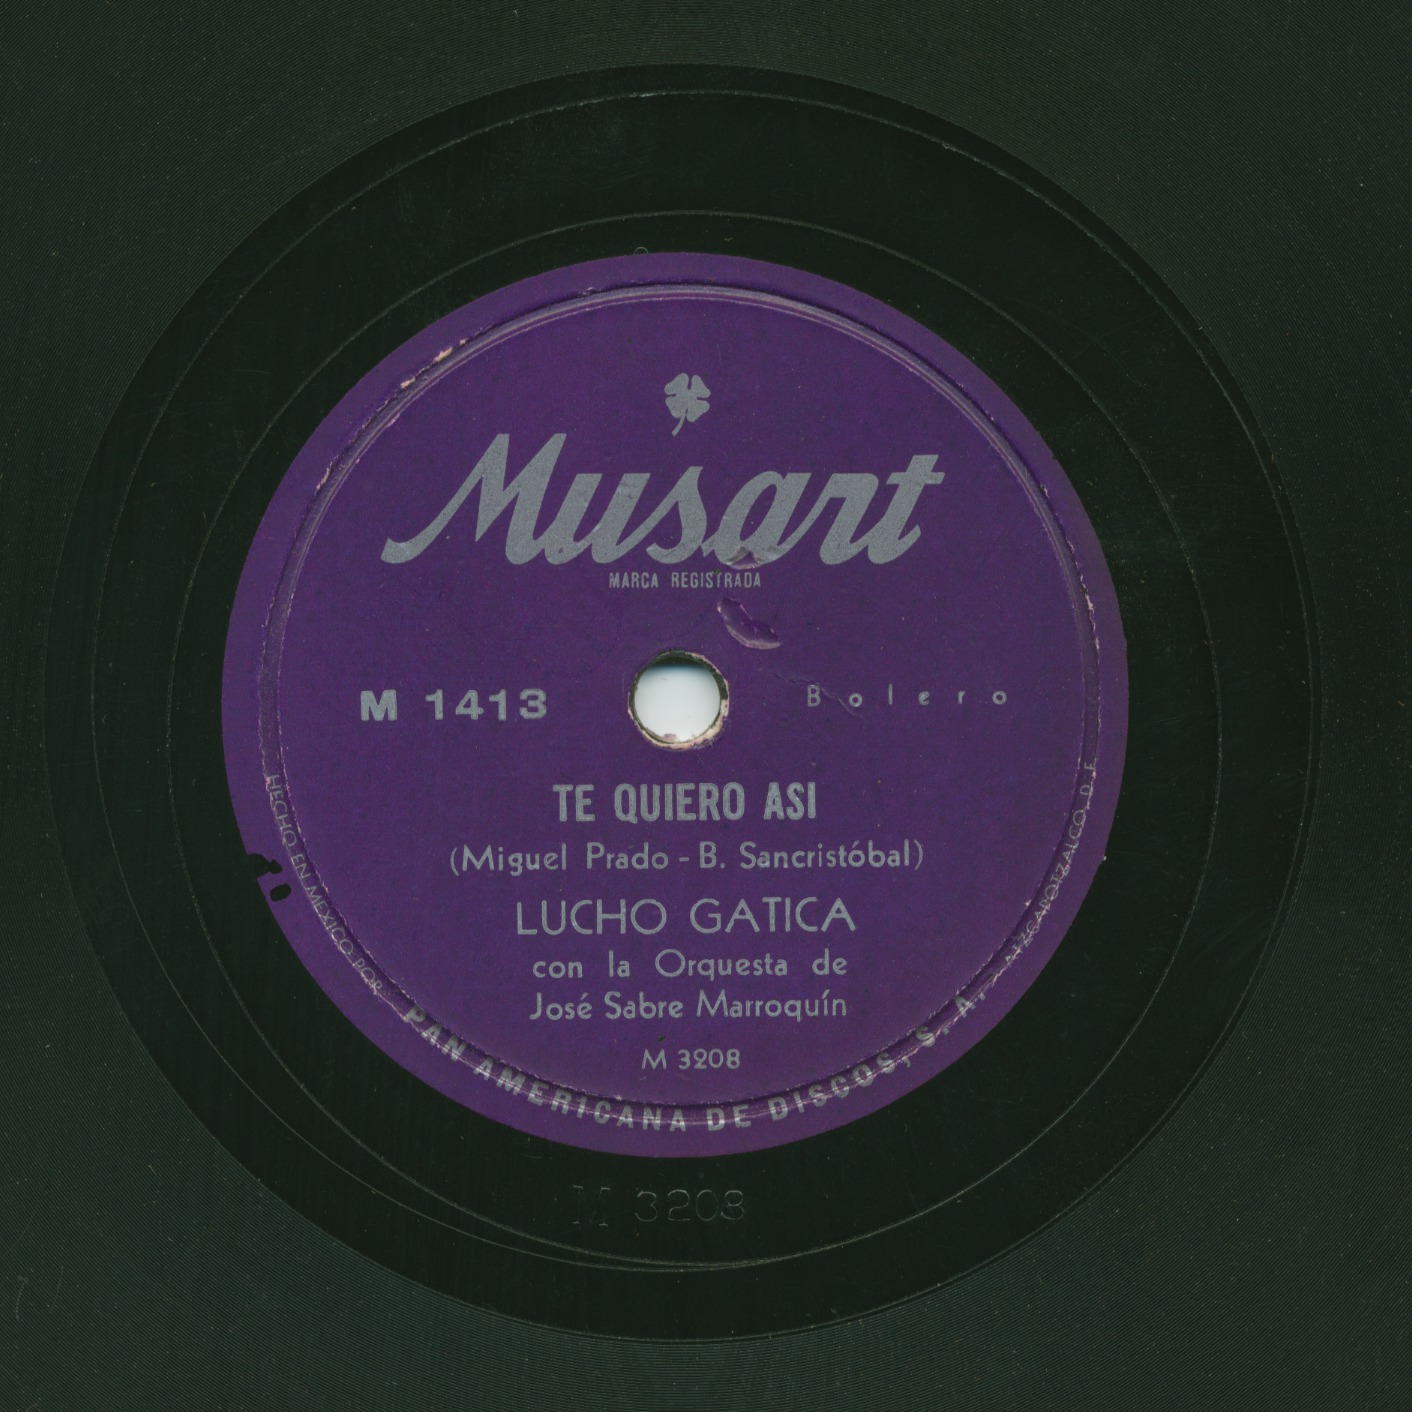 Musart
MARCA REGISTRADA
M 1413
Bolero
TE QUIERO ASI
(Miguel Prado - B. Sancristóbal)
LUCHO GATICA
con la Orquesta de
José Sabre Marroquín
M 3208
HECHO EN MEXICO POR PAN AMERICANA DE DISCOS, S. A. - ATZCAPOTZALCO, D. F.
M 3208